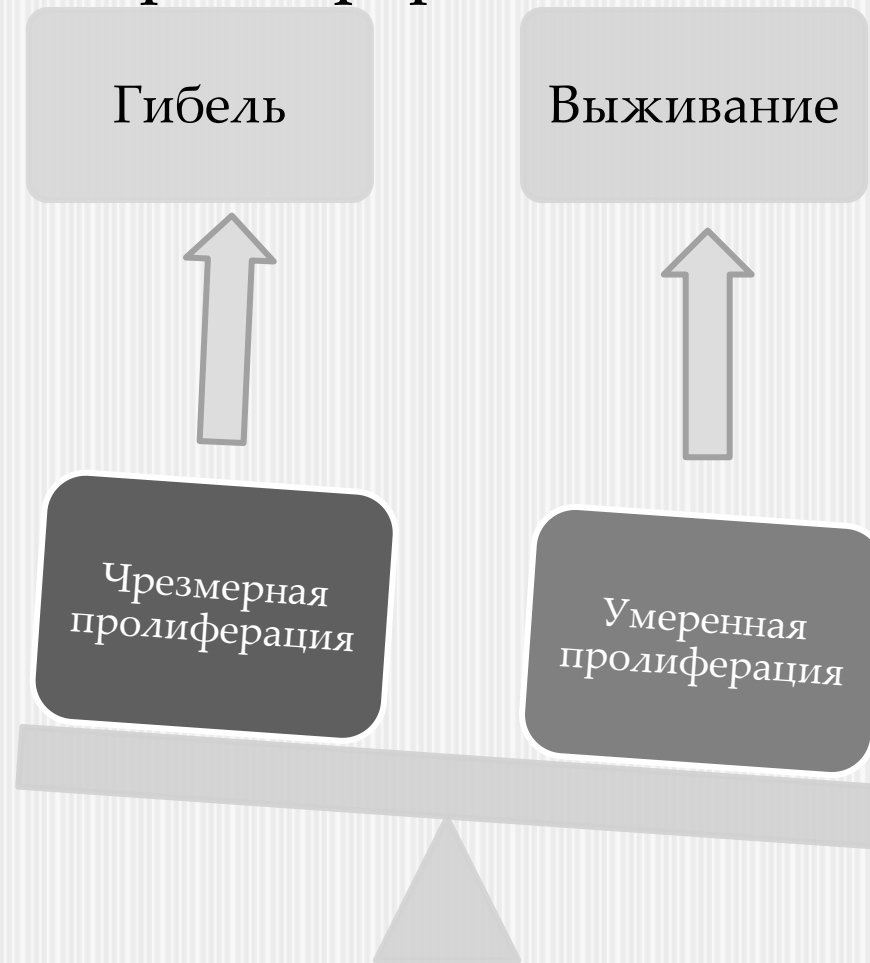 Гибель
Выживание
Чрезмерная
пролиферация
Умеренная
пролиферация